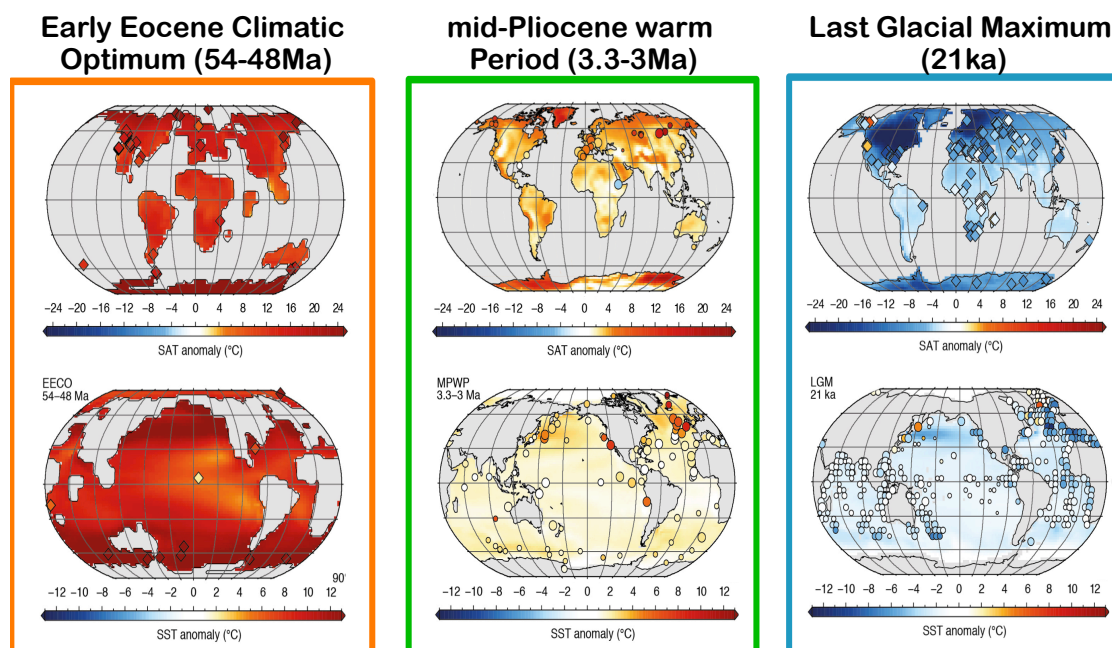 Early Eocene Climatic
Optimum (54-48Ma)
mid-Pliocene warm
Period (3.3-3Ma)
Last Glacial Maximum
(21ka)
−24 −20 −16 −12 −8 −4 0 4 8 12 16 20 24
SAT anomaly (°C)
−24 −20 −16 −12 −8 −4 0 4 8 12 16 20 24
SAT anomaly (°C)
−24 −20 −16 −12 −8 −4 0 4 8 12 16 20 24
SAT anomaly (°C)
EECO
54–48 Ma
90°
−12 −10 −8 −6 −4 −2 0 2 4 6 8 10 12
SST anomaly (°C)
MPWP
3.3–3 Ma
−12 −10 −8 −6 −4 −2 0 2 4 6 8 10 12
SST anomaly (°C)
LGM
21 ka
−12 −10 −8 −6 −4 −2 0 2 4 6 8 10 12
SST anomaly (°C)